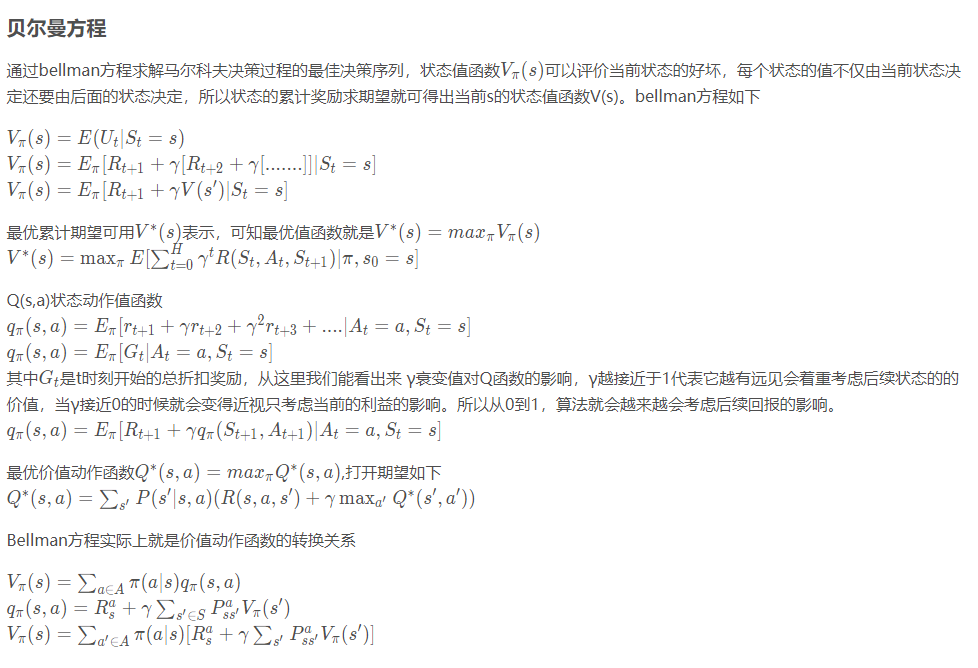 贝尔曼方程
通过bellman方程求解马尔科夫决策过程的最佳决策序列，状态值函数$V_\pi(s)$可以评价当前状态的好坏，每个状态的值不仅由当前状态决
定还要由后面的状态决定，所以状态的累计奖励求期望就可得出当前s的状态值函数V(s)。bellman方程如下
$V_\pi(s) = E(U_t|S_t = s)$
$V_\pi(s) = E_\pi[R_{t+1} + \gamma[R_{t+2} + \gamma[.......]]|S_t = s]$
$V_\pi(s) = E_\pi[R_{t+1} + \gamma V(s')|S_t = s]$
最优累计期望可用$V^*(s)$表示，可知最优值函数就是$V^*(s) = max_\pi V_\pi(s)$
$V^*(s) = \max_\pi E[\sum_{t=0}^{H} \gamma^t R(S_t, A_t, S_{t+1})|\pi, s_0 = s]$
Q(s,a)状态动作值函数
$q_\pi(s, a) = E_\pi[r_{t+1} + \gamma r_{t+2} + \gamma^2 r_{t+3} + ....|A_t = a, S_t = s]$
$q_\pi(s, a) = E_\pi[G_t|A_t = a, S_t = s]$
其中$G_t$是t时刻开始的总折扣奖励，从这里我们能看出来 γ衰变值对Q函数的影响，γ越接近于1代表它越有远见会着重考虑后续状态的的
价值，当γ接近0的时候就会变得近视只考虑当前的利益的影响。所以从0到1，算法就会越来越会考虑后续回报的影响。
$q_\pi(s, a) = E_\pi[R_{t+1} + \gamma q_\pi(S_{t+1}, A_{t+1})|A_t = a, S_t = s]$
最优价值动作函数$Q^*(s, a) = max_\pi Q^*(s, a)$,打开期望如下
$Q^*(s, a) = \sum_{s'} P(s'|s, a)(R(s, a, s') + \gamma \max_{a'} Q^*(s', a'))$
Bellman方程实际上就是价值动作函数的转换关系
$V_\pi(s) = \sum_{a \in A} \pi(a|s)q_\pi(s, a)$
$q_\pi(s, a) = R_s^a + \gamma \sum_{s' \in S} P_{ss'}^a V_\pi(s')$
$V_\pi(s) = \sum_{a' \in A} \pi(a|s)[R_s^a + \gamma \sum_{s'} P_{ss'}^a V_\pi(s')]$